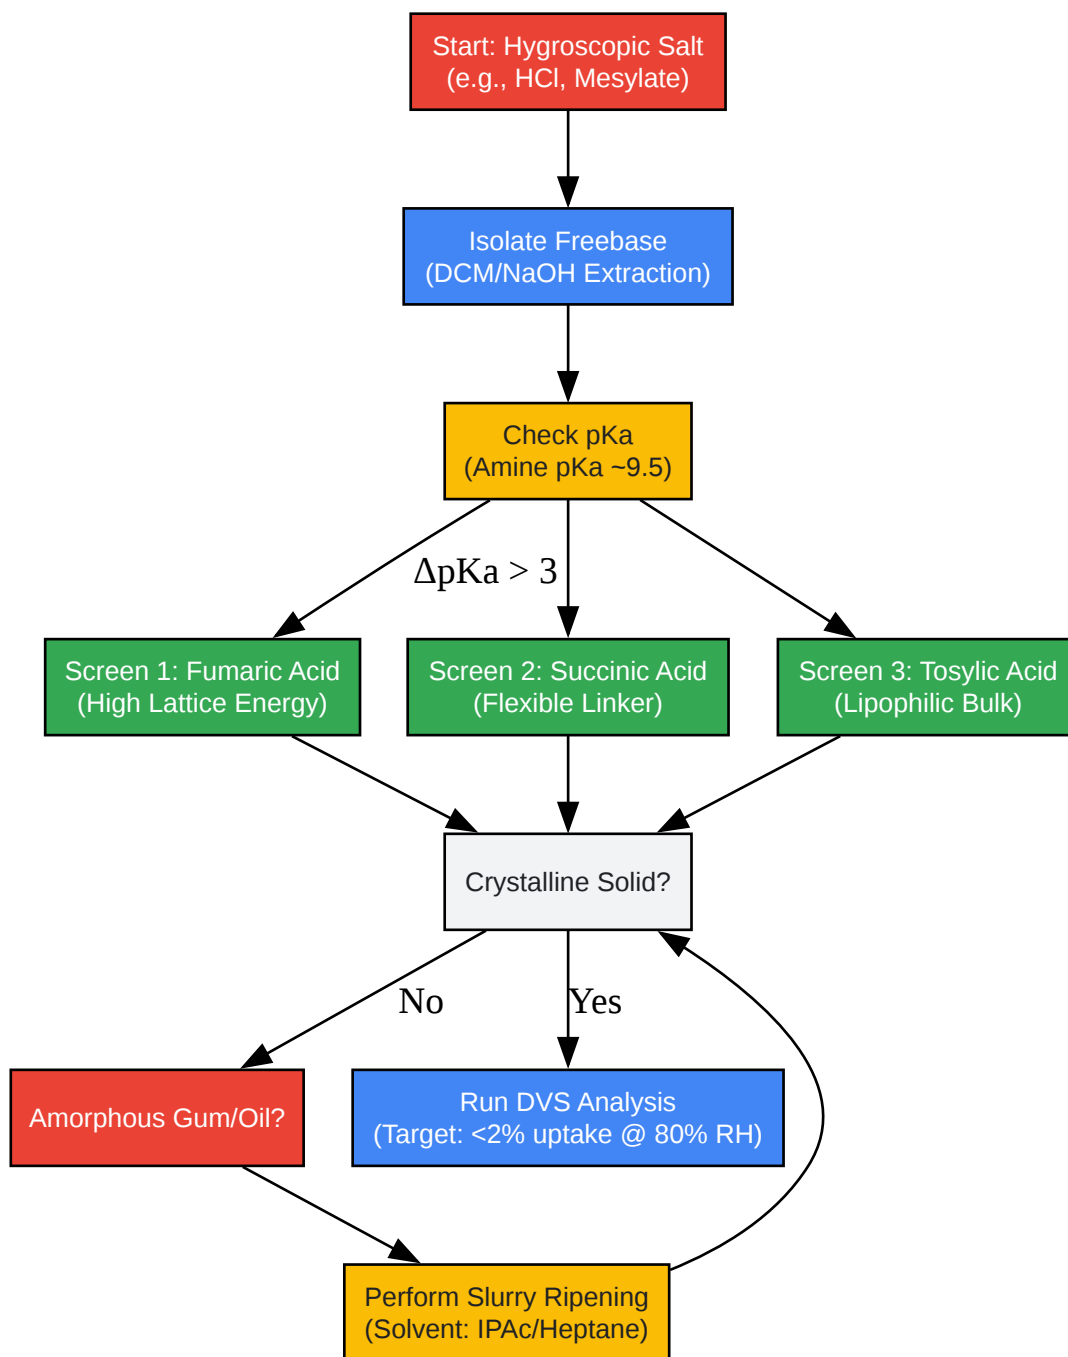 Start: Hygroscopic Salt
(e.g., HCl, Mesylate)
Isolate Freebase
(DCM/NaOH Extraction)
Check pKa
(Amine pKa ~9.5)
ΔpKa > 3
Screen 1: Fumaric Acid
(High Lattice Energy)
Screen 2: Succinic Acid
(Flexible Linker)
Screen 3: Tosylic Acid
(Lipophilic Bulk)
Crystalline Solid?
No
Yes
Amorphous Gum/Oil?
Run DVS Analysis
(Target: <2% uptake @ 80% RH)
Perform Slurry Ripening
(Solvent: IPAc/Heptane)